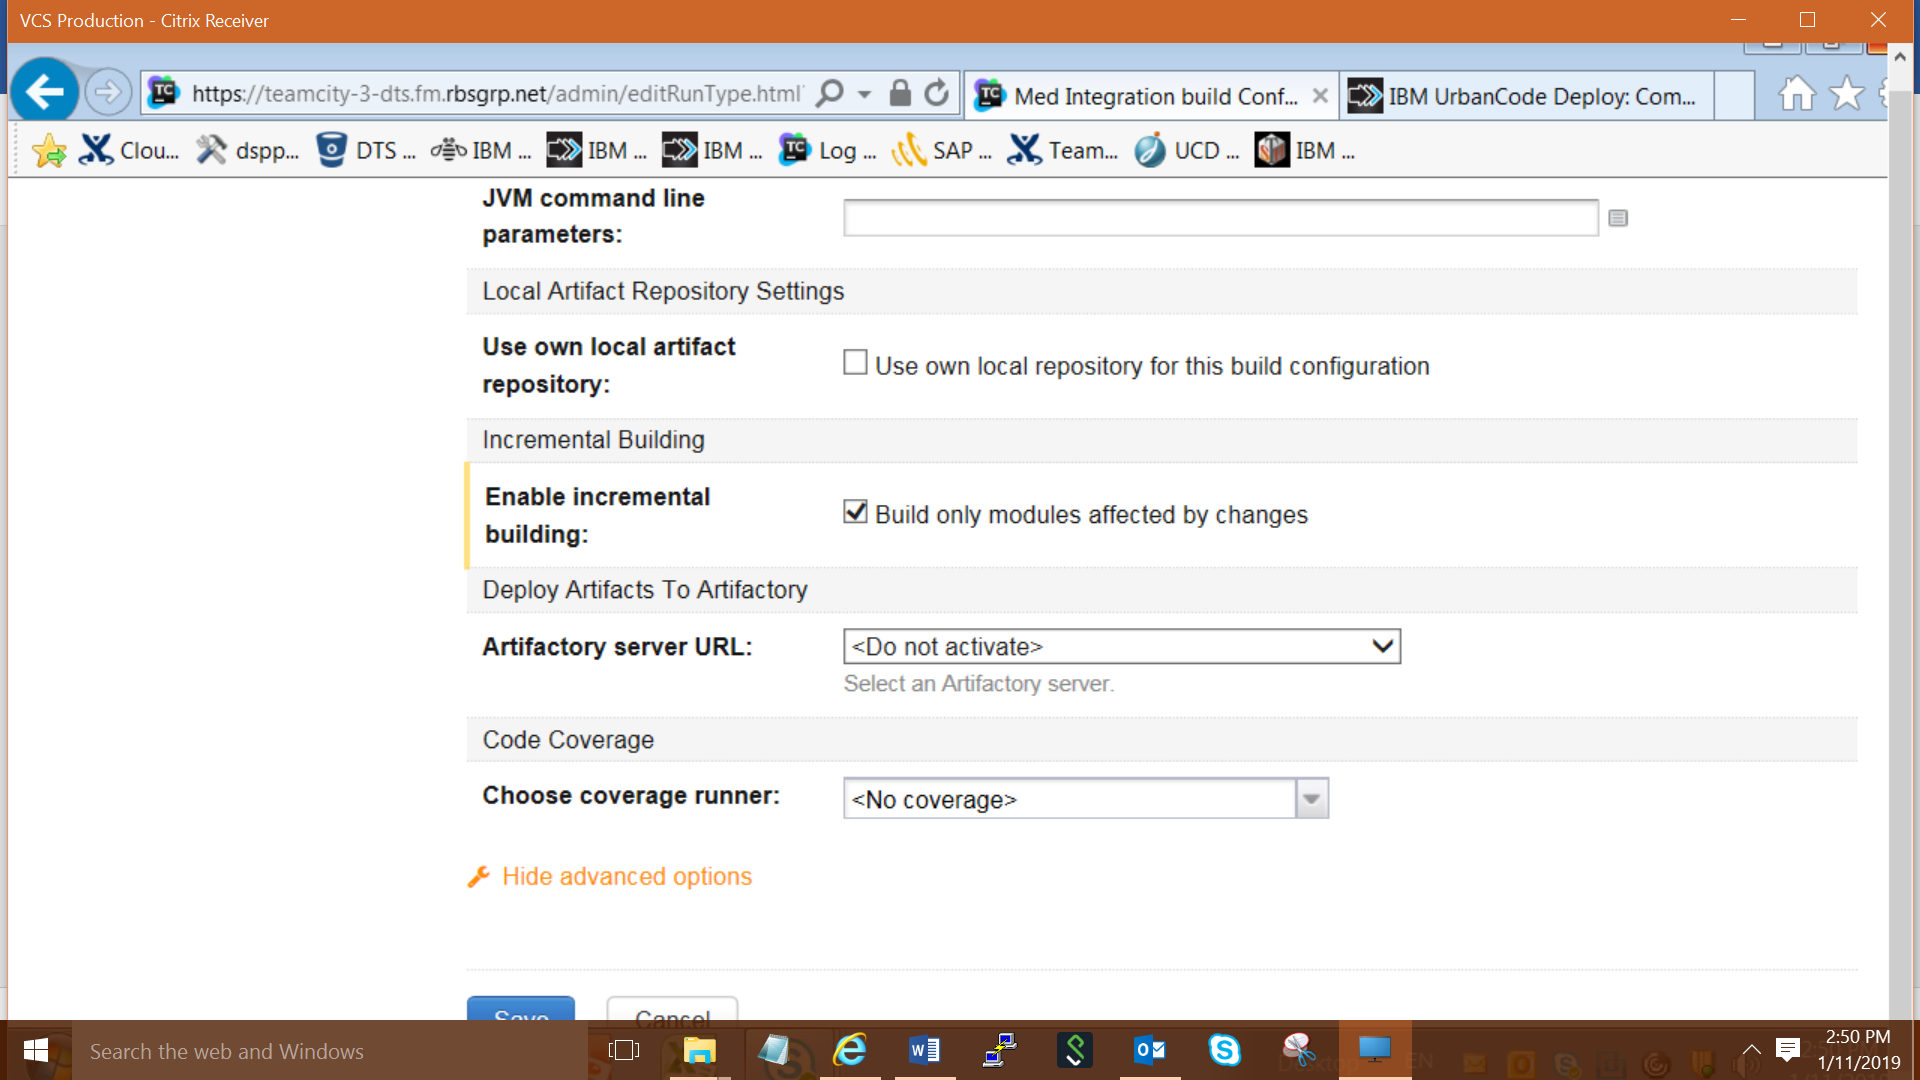 VCS Production - Citrix Receiver
https://teamcity-3-dts.fm.rbsgrp.net/admin/editRunType.html
Med Integration build Conf...
IBM UrbanCode Deploy: Com...
Clou...
dspp...
DTS ...
IBM ...
IBM ...
IBM ...
Log ...
SAP ...
Team...
UCD ...
IBM ...
JVM command line
parameters:
Local Artifact Repository Settings
Use own local artifact
repository:
Use own local repository for this build configuration
Incremental Building
Enable incremental
building:
Build only modules affected by changes
Deploy Artifacts To Artifactory
Artifactory server URL:
<Do not activate>
Select an Artifactory server.
Code Coverage
Choose coverage runner:
<No coverage>
Hide advanced options
Save
Cancel
Search the web and Windows
Desktop
EN
2:50 PM
1/11/2019